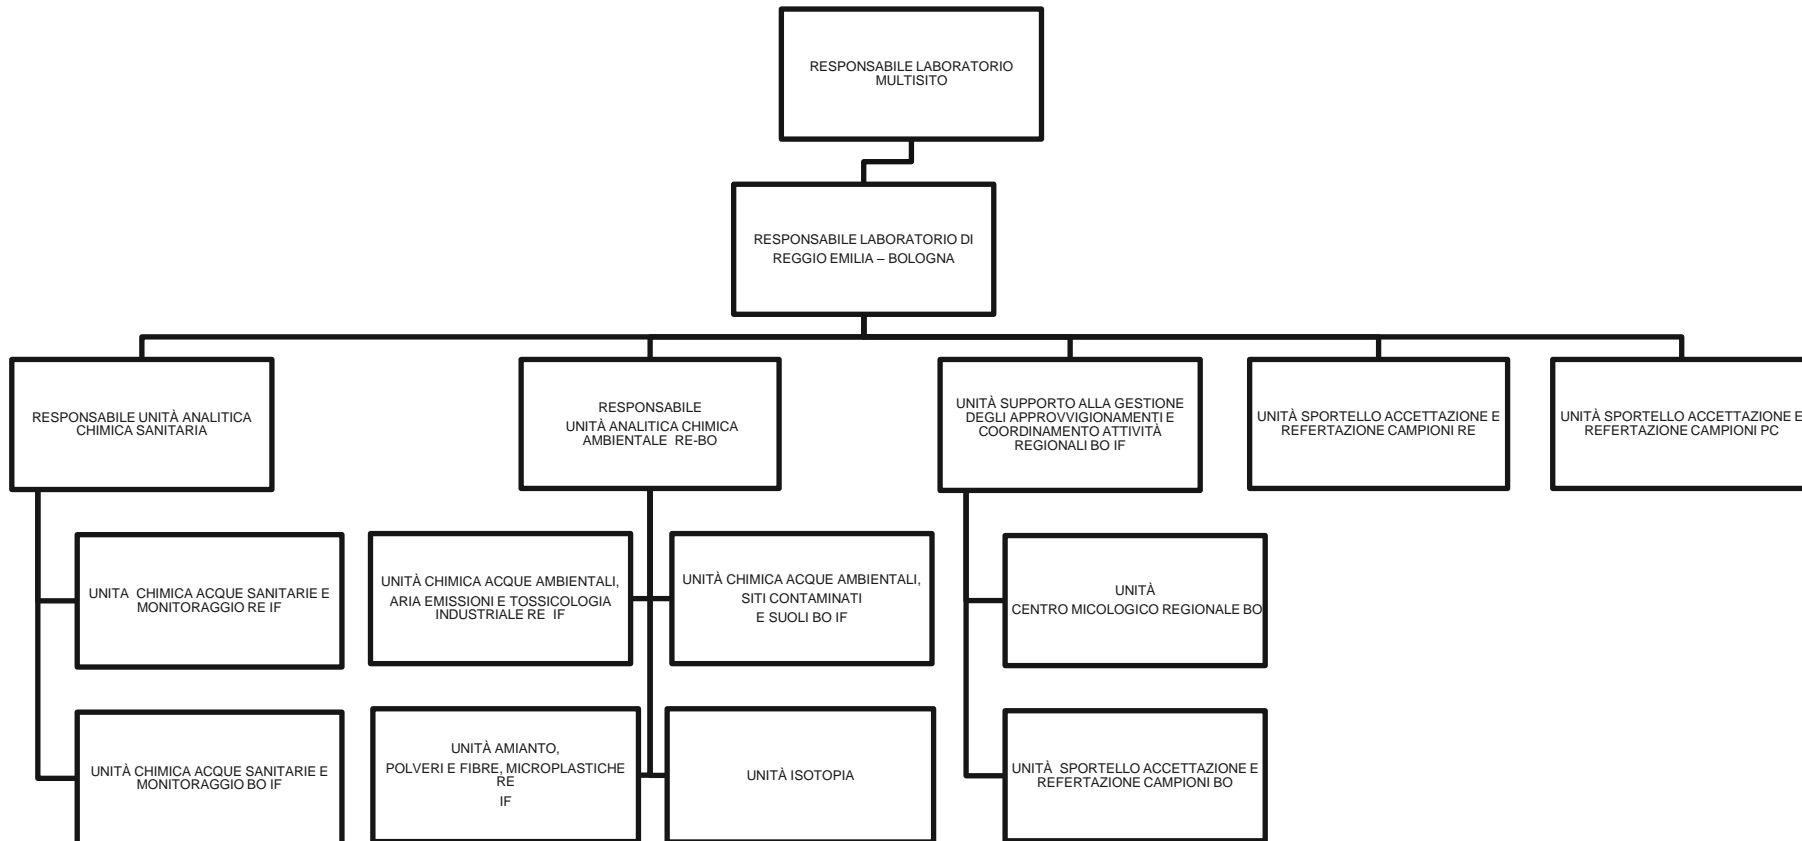 RESPONSABILE LABORATORIO
MULTISITO
RESPONSABILE LABORATORIO DI
REGGIO EMILIA – BOLOGNA
RESPONSABILE UNITÀ ANALITICA
CHIMICA SANITARIA
RESPONSABILE
UNITÀ ANALITICA CHIMICA
AMBIENTALE RE-BO
UNITÀ SUPPORTO ALLA GESTIONE
DEGLI APPROVVIGIONAMENTI E
COORDINAMENTO ATTIVITÀ
REGIONALI BO IF
UNITÀ SPORTELLO ACCETTAZIONE E
REFERTAZIONE CAMPIONI RE
UNITÀ SPORTELLO ACCETTAZIONE E
REFERTAZIONE CAMPIONI PC
UNITA CHIMICA ACQUE SANITARIE E
MONITORAGGIO RE IF
UNITÀ CHIMICA ACQUE AMBIENTALI,
ARIA EMISSIONI E TOSSICOLOGIA
INDUSTRIALE RE IF
UNITÀ CHIMICA ACQUE AMBIENTALI,
SITI CONTAMINATI
E SUOLI BO IF
UNITÀ
CENTRO MICOLOGICO REGIONALE BO
UNITÀ CHIMICA ACQUE SANITARIE E
MONITORAGGIO BO IF
UNITÀ AMIANTO,
POLVERI E FIBRE, MICROPLASTICHE
RE
IF
UNITÀ ISOTOPIA
UNITÀ SPORTELLO ACCETTAZIONE E
REFERTAZIONE CAMPIONI BO